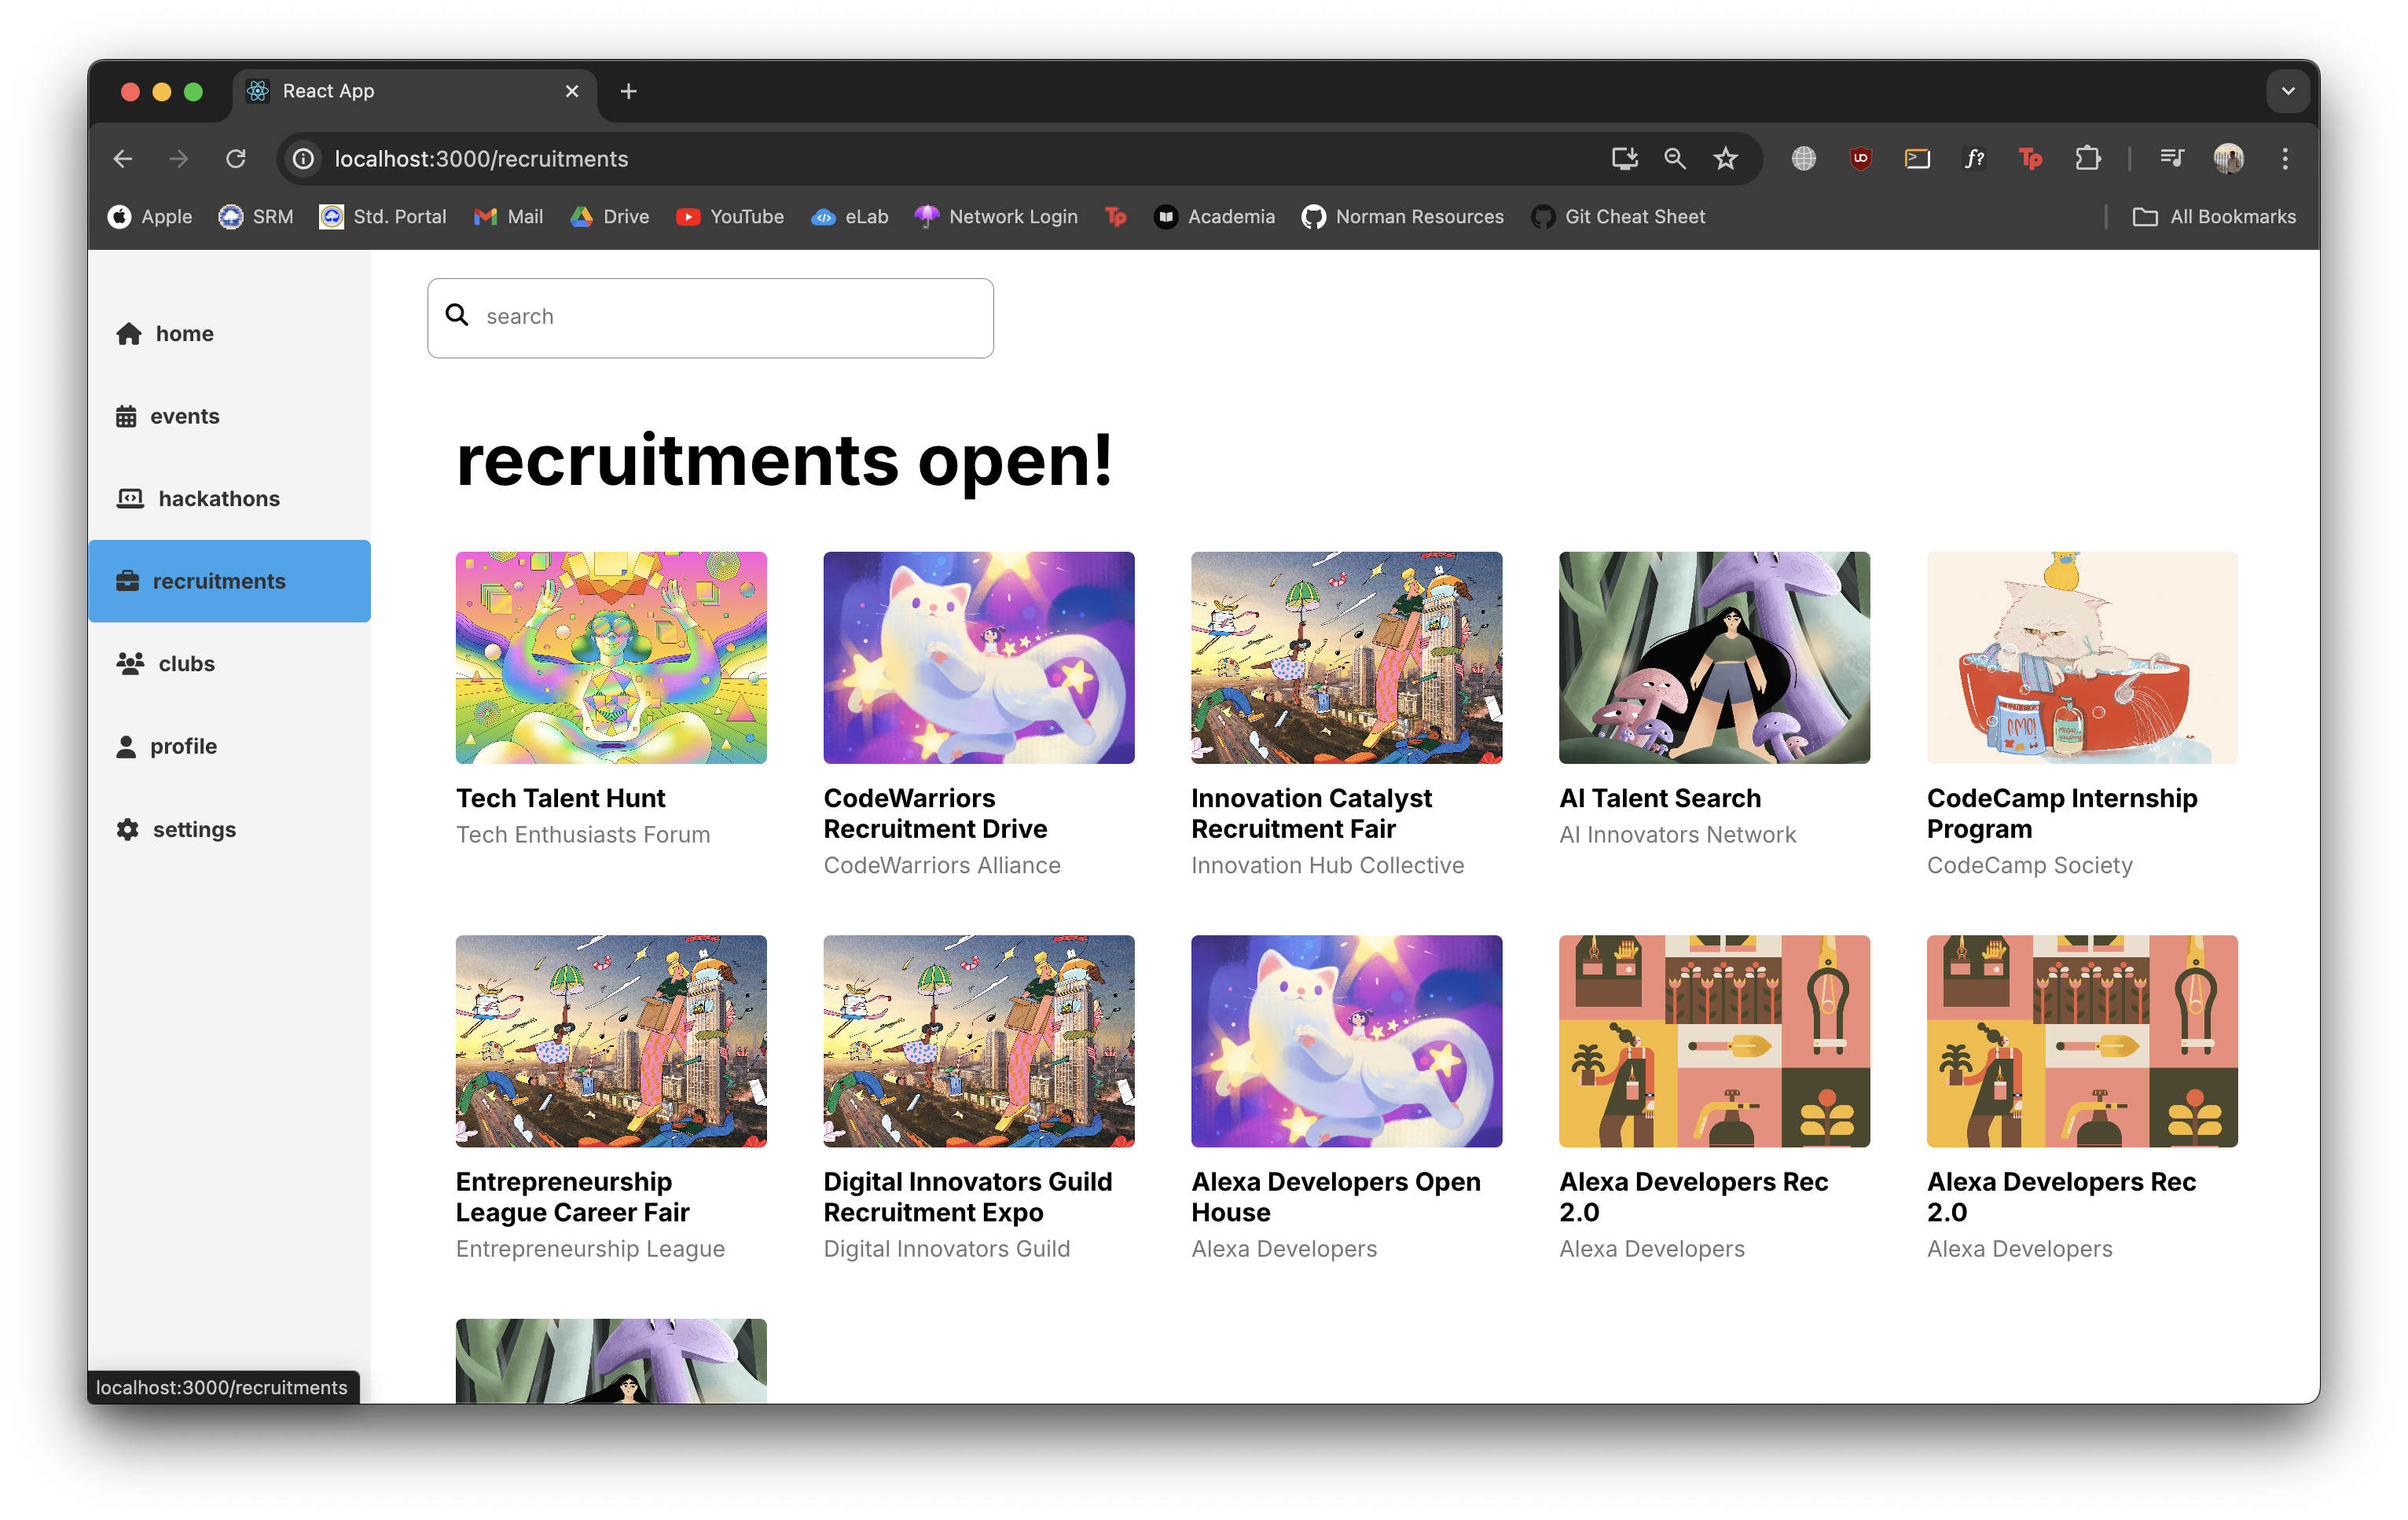 React App
localhost:3000/recruitments
Apple
SRM
Std. Portal
Mail
Drive
YouTube
eLab
Network Login
Tp
Academia
Norman Resources
Git Cheat Sheet
All Bookmarks
search
home
events
hackathons
recruitments
clubs
profile
settings
recruitments open!
Tech Talent Hunt
Tech Enthusiasts Forum
CodeWarriors
Recruitment Drive
CodeWarriors Alliance
Innovation Catalyst
Recruitment Fair
Innovation Hub Collective
AI Talent Search
AI Innovators Network
CodeCamp Internship
Program
CodeCamp Society
Entrepreneurship
League Career Fair
Entrepreneurship League
Digital Innovators Guild
Recruitment Expo
Digital Innovators Guild
Alexa Developers Open
House
Alexa Developers
Alexa Developers Rec
2.0
Alexa Developers
Alexa Developers Rec
2.0
Alexa Developers
localhost:3000/recruitments